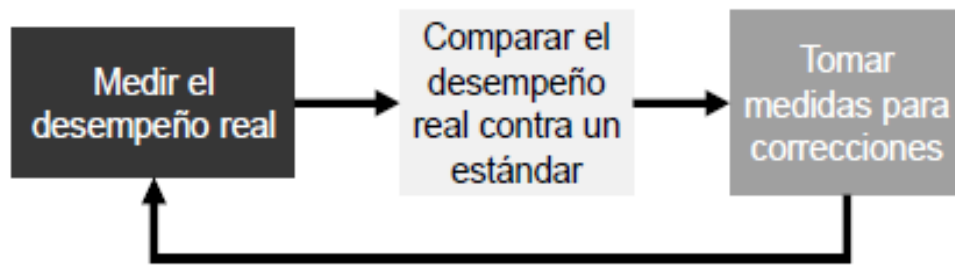 Medir el
desempeño real
Comparar el
desempeño
real contra un
estándar
Tomar
medidas para
correcciones